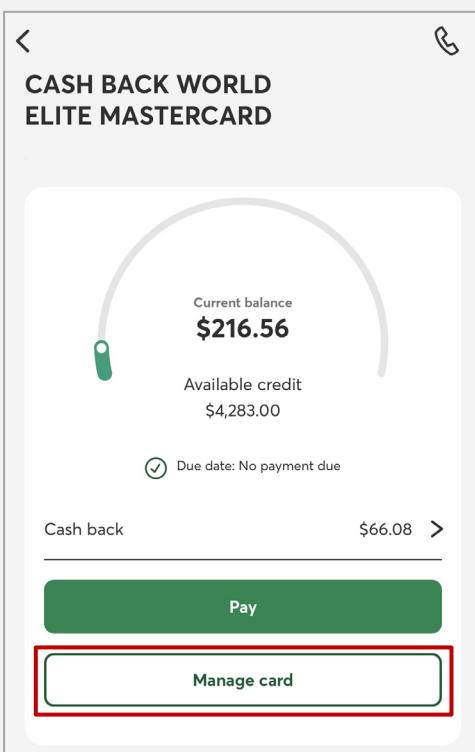 CASH BACK WORLD
ELITE MASTERCARD
Current balance
$216.56
Available credit
$4,283.00
Due date: No payment due
Cash back $66.08
Pay
Manage card